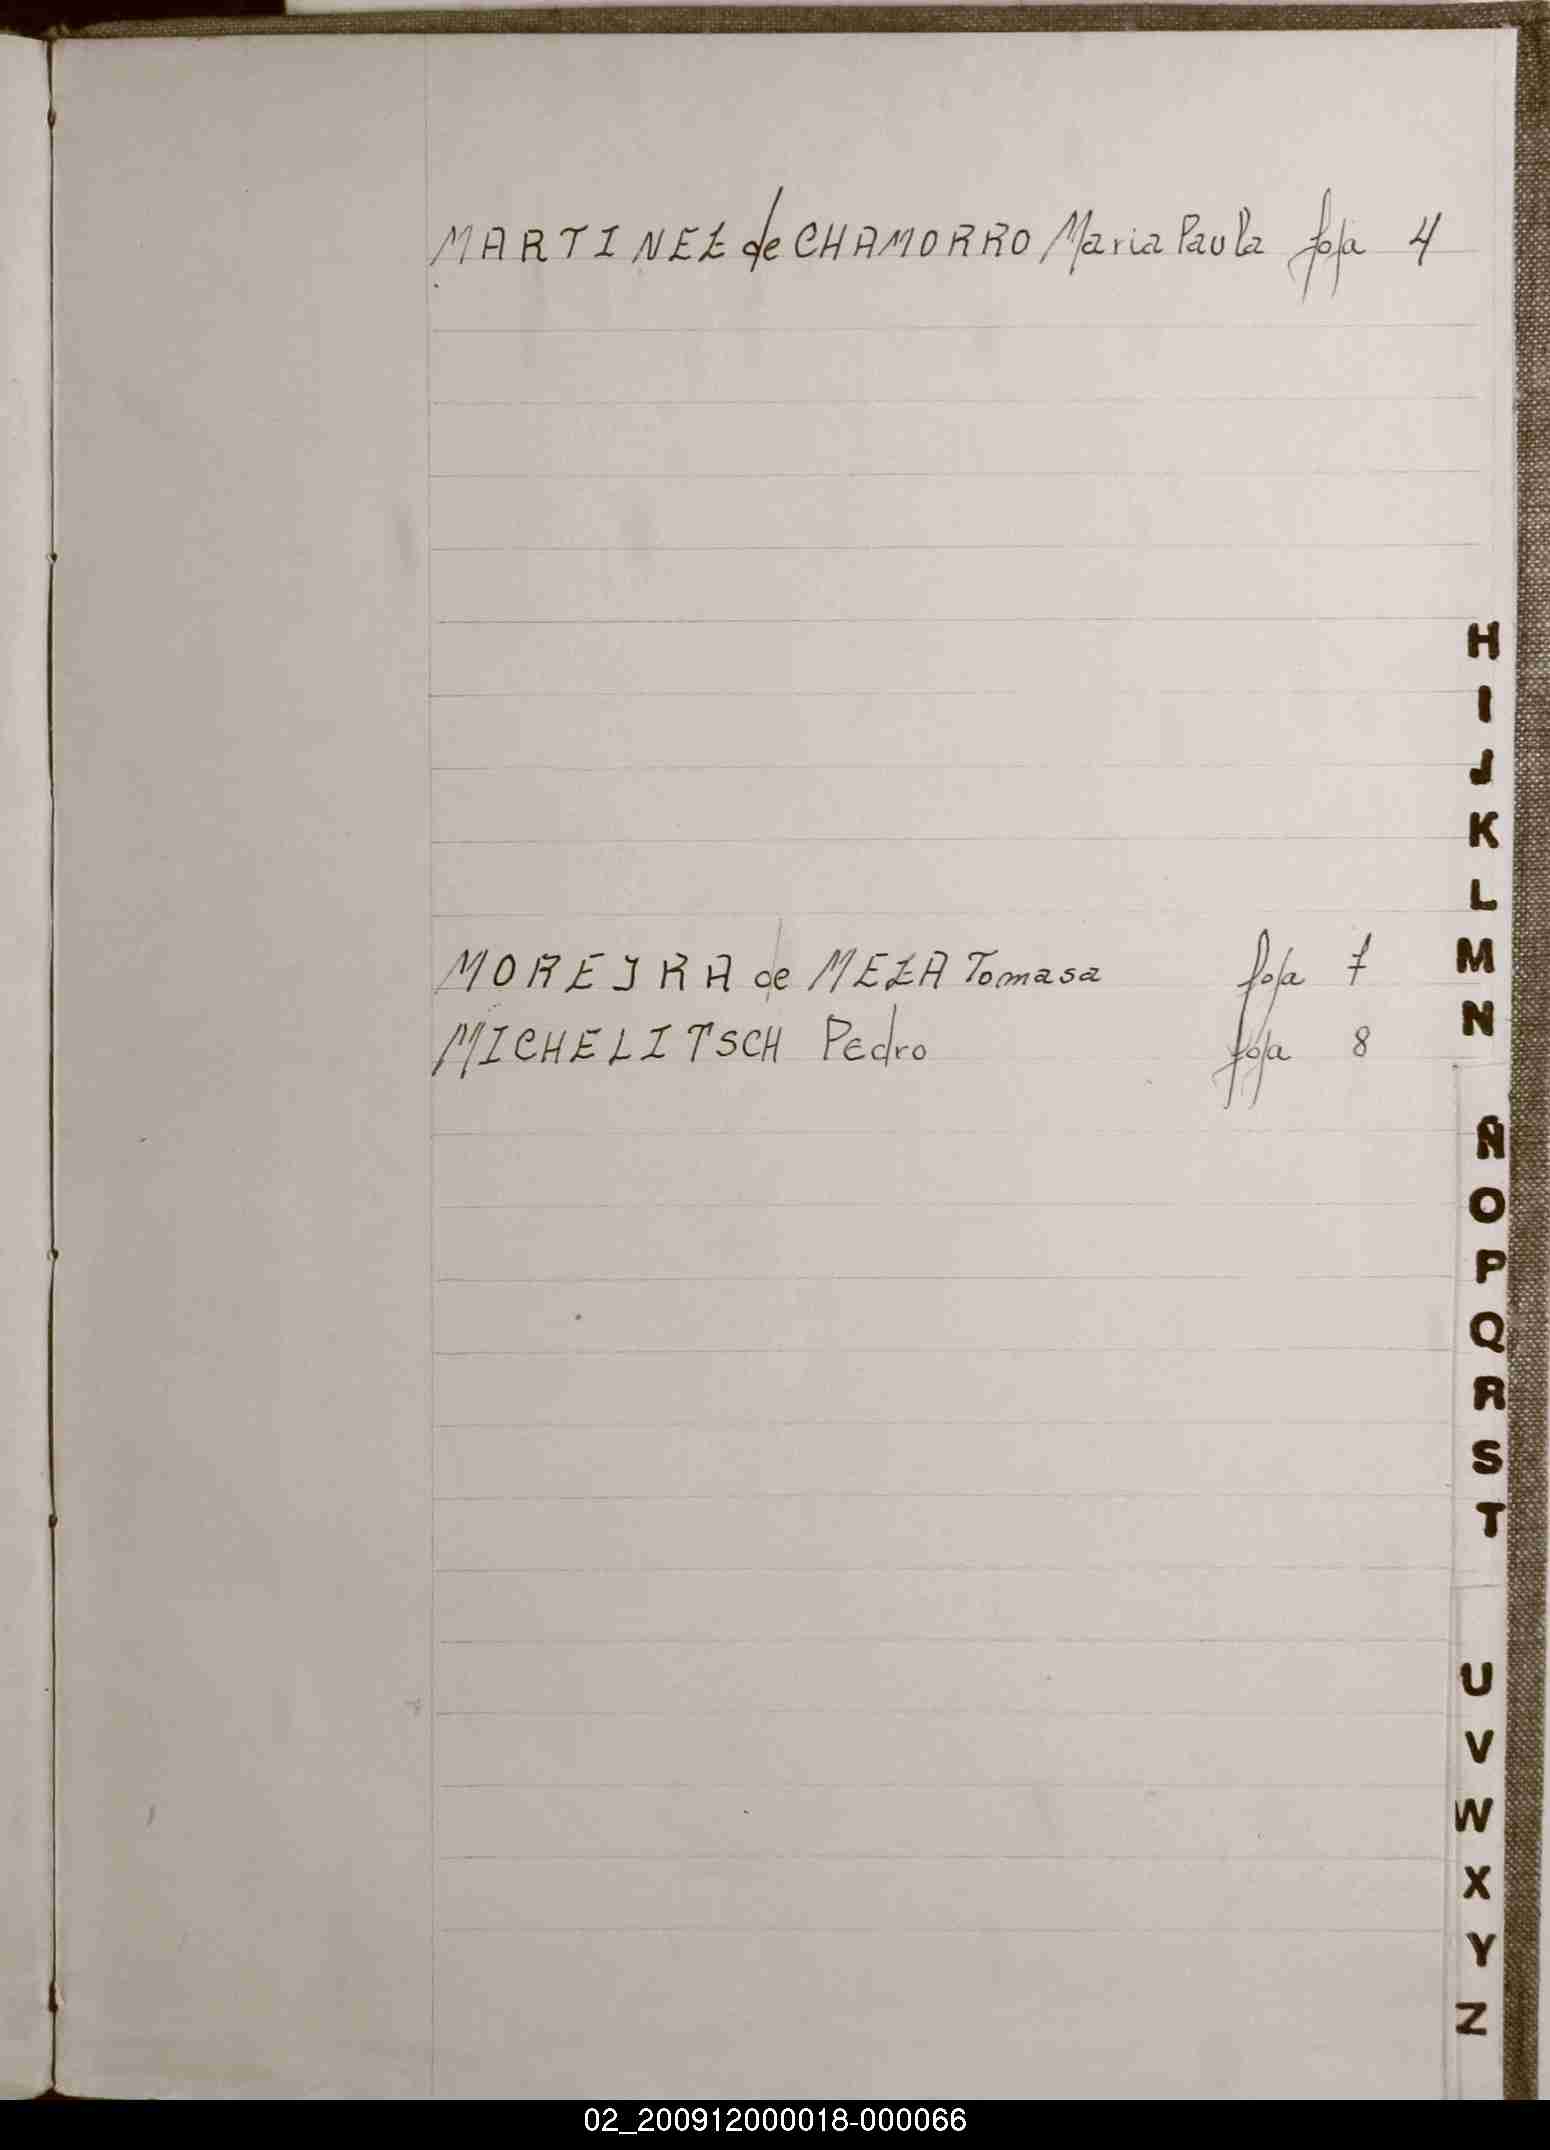 MARTINEZ de CHAMORRO Maria Paula foja 4
H
I
J
K
L
MOREIRA de MEZA Tomasa foja 7
M
MICHELITSCH Pedro foja 8
N
Ñ
O
P
Q
R
S
T
U
V
W
X
Y
Z
02_200912000018-000066